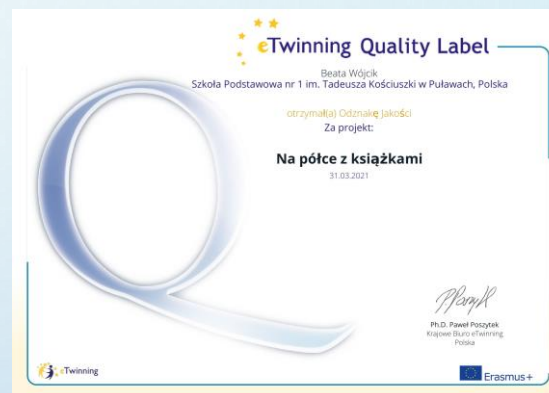 eTwinning Quality Label
Beata Wójcik
Szkoła Podstawowa nr 1 im. Tadeusza Kościuszki w Puławach, Polska
otrzymał(a) Odznakę Jakości
Za projekt:
Na półce z książkami
31.03.2021
Ph.D. Paweł Poszytek
Krajowe Biuro eTwinning
Polska
eTwinning
Erasmus+